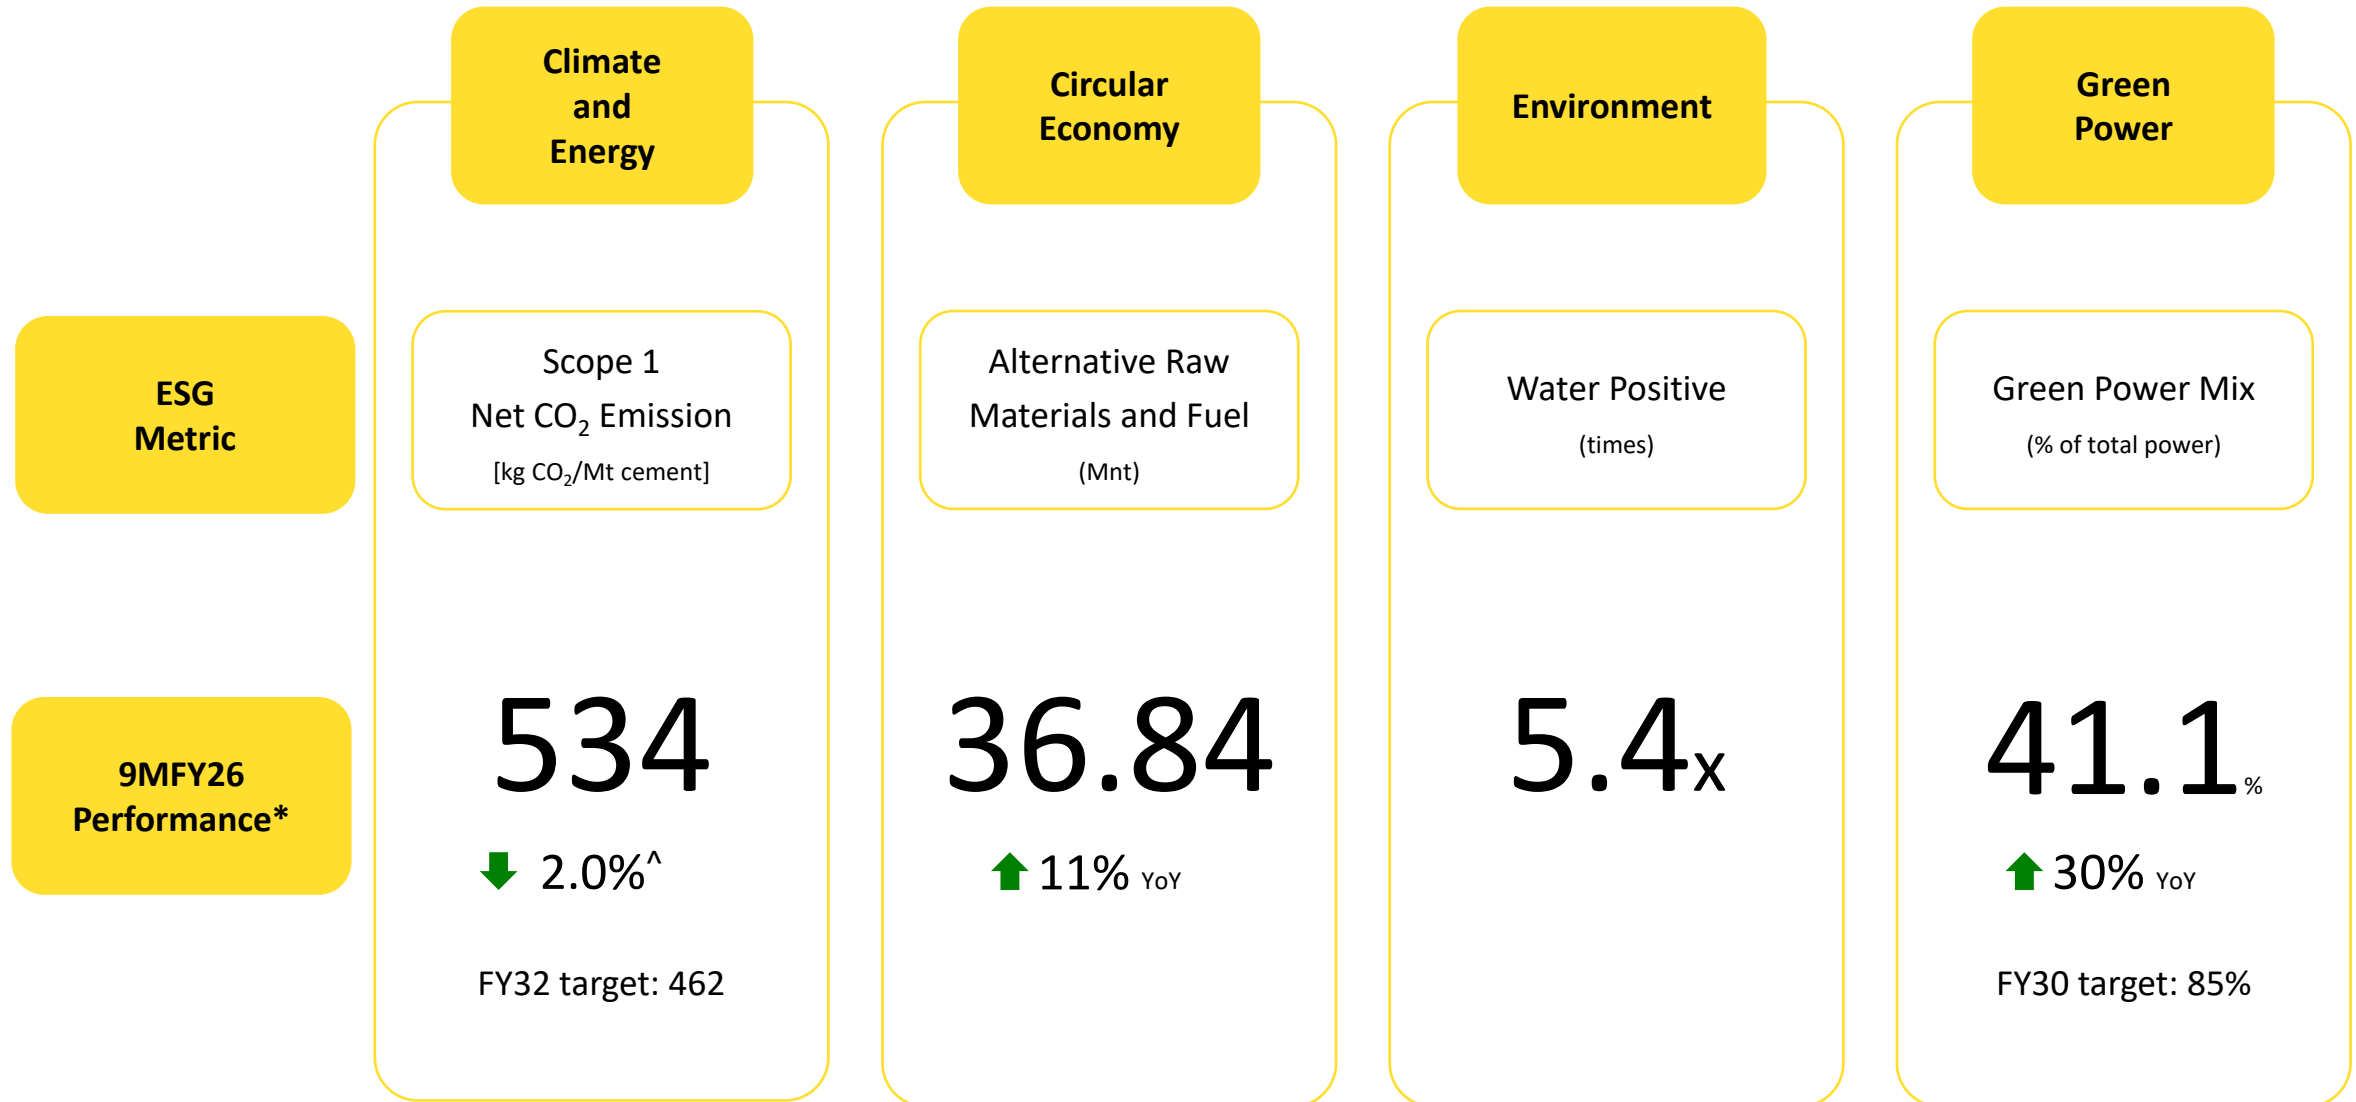 Climate
and
Energy
Circular
Economy
Environment
Green
Power
ESG
Metric
Scope 1
Net CO₂ Emission
[kg CO₂/Mt cement]
Alternative Raw
Materials and Fuel
(Mnt)
Water Positive
(times)
Green Power Mix
(% of total power)
9MFY26
Performance*
534
2.0%^
FY32 target: 462
36.84
11% YoY
5.4x
41.1%
30% YoY
FY30 target: 85%